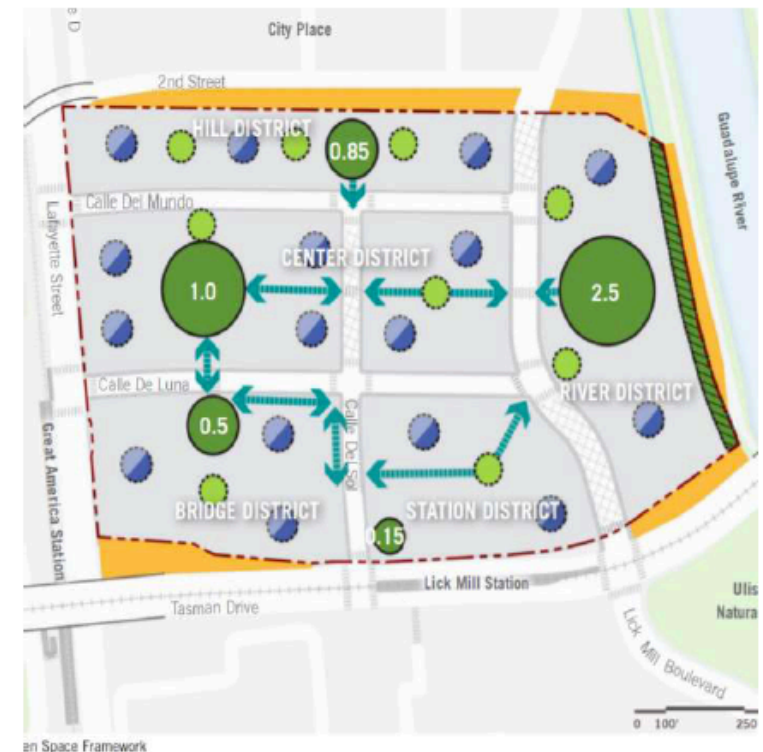 e D
City Place
2nd Street
HILL DISTRICT
0.85
Guadalupe River
Calle Del Mundo
Lafayette Street
CENTER DISTRICT
1.0
2.5
Calle De Luna
RIVER DISTRICT
0.5
Calle Del Sol
Great America Station
BRIDGE DISTRICT
STATION DISTRICT
0.15
Lick Mill Station
Tasman Drive
Ulis
Natura
Lick Mill Boulevard
0 100' 250
en Space Framework